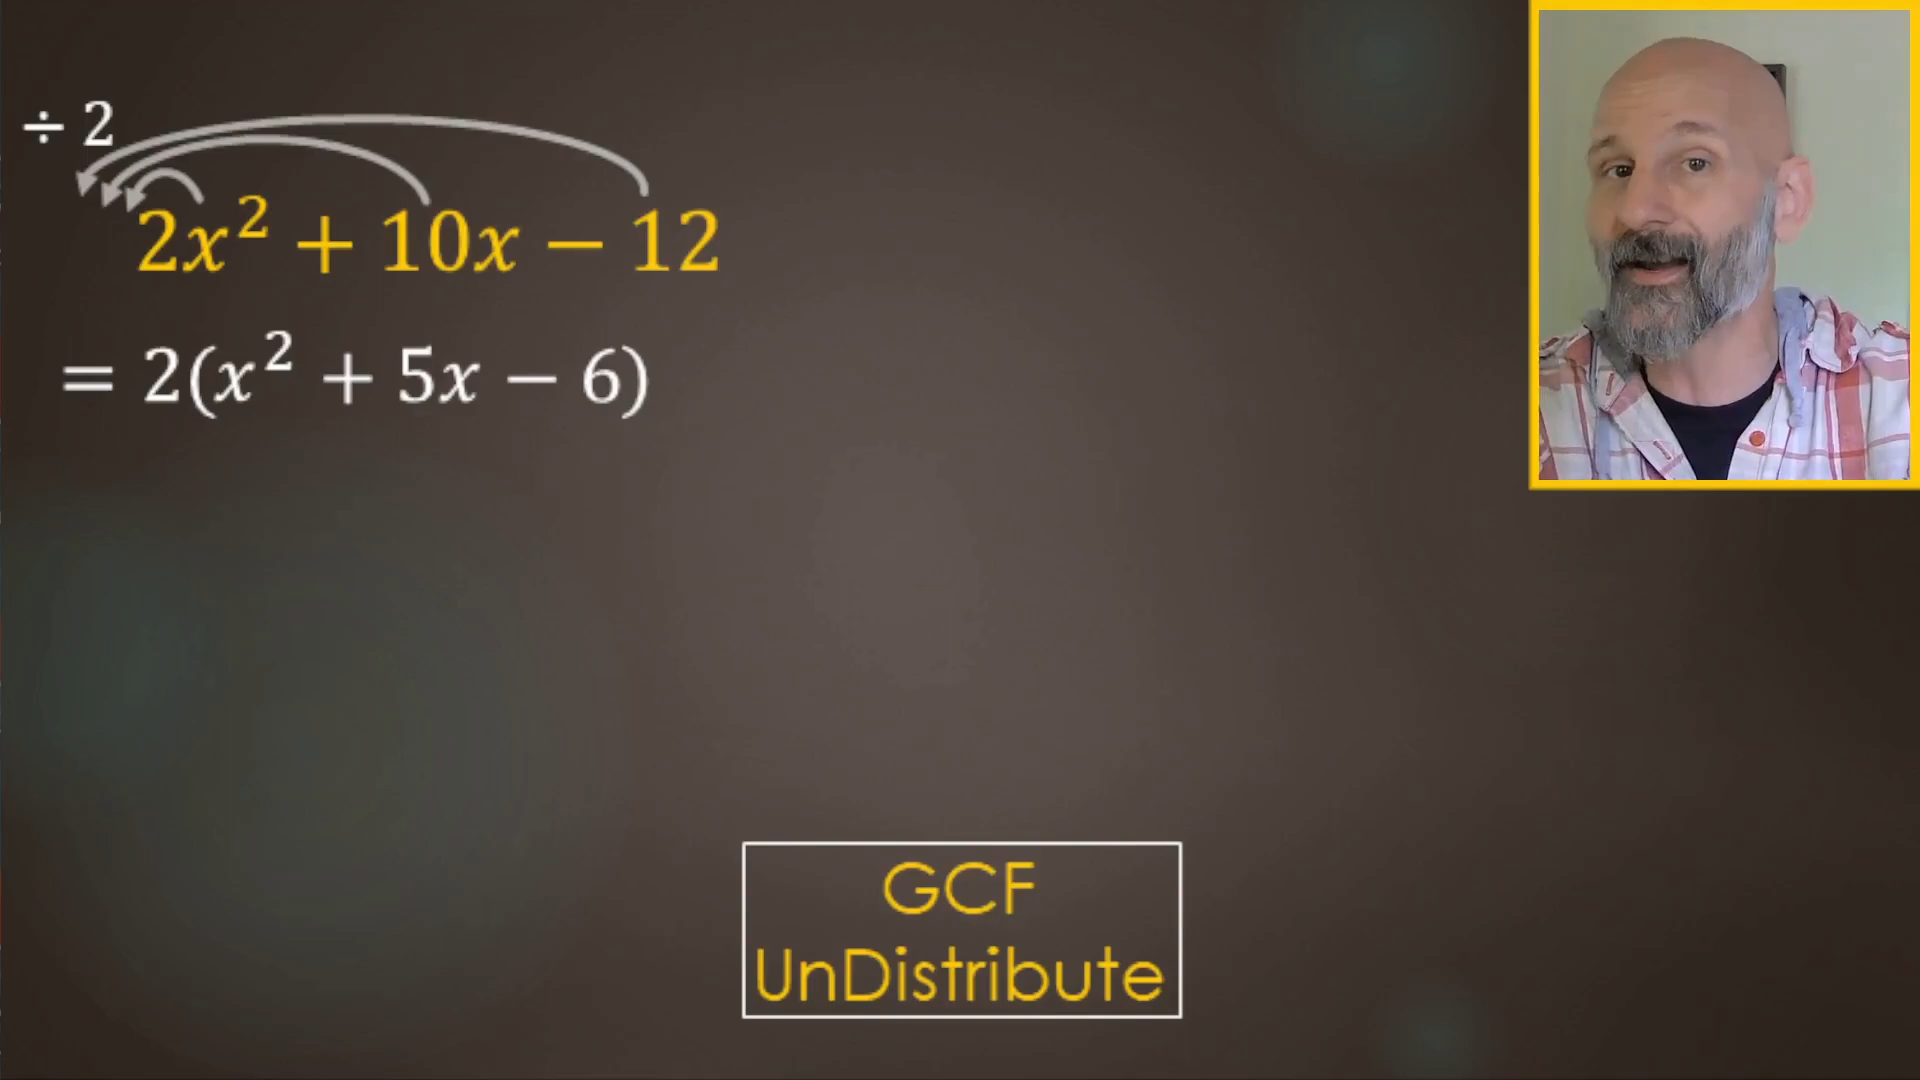 ÷ 2
2x² + 10x − 12
= 2(x² + 5x − 6)
GCF
UnDistribute